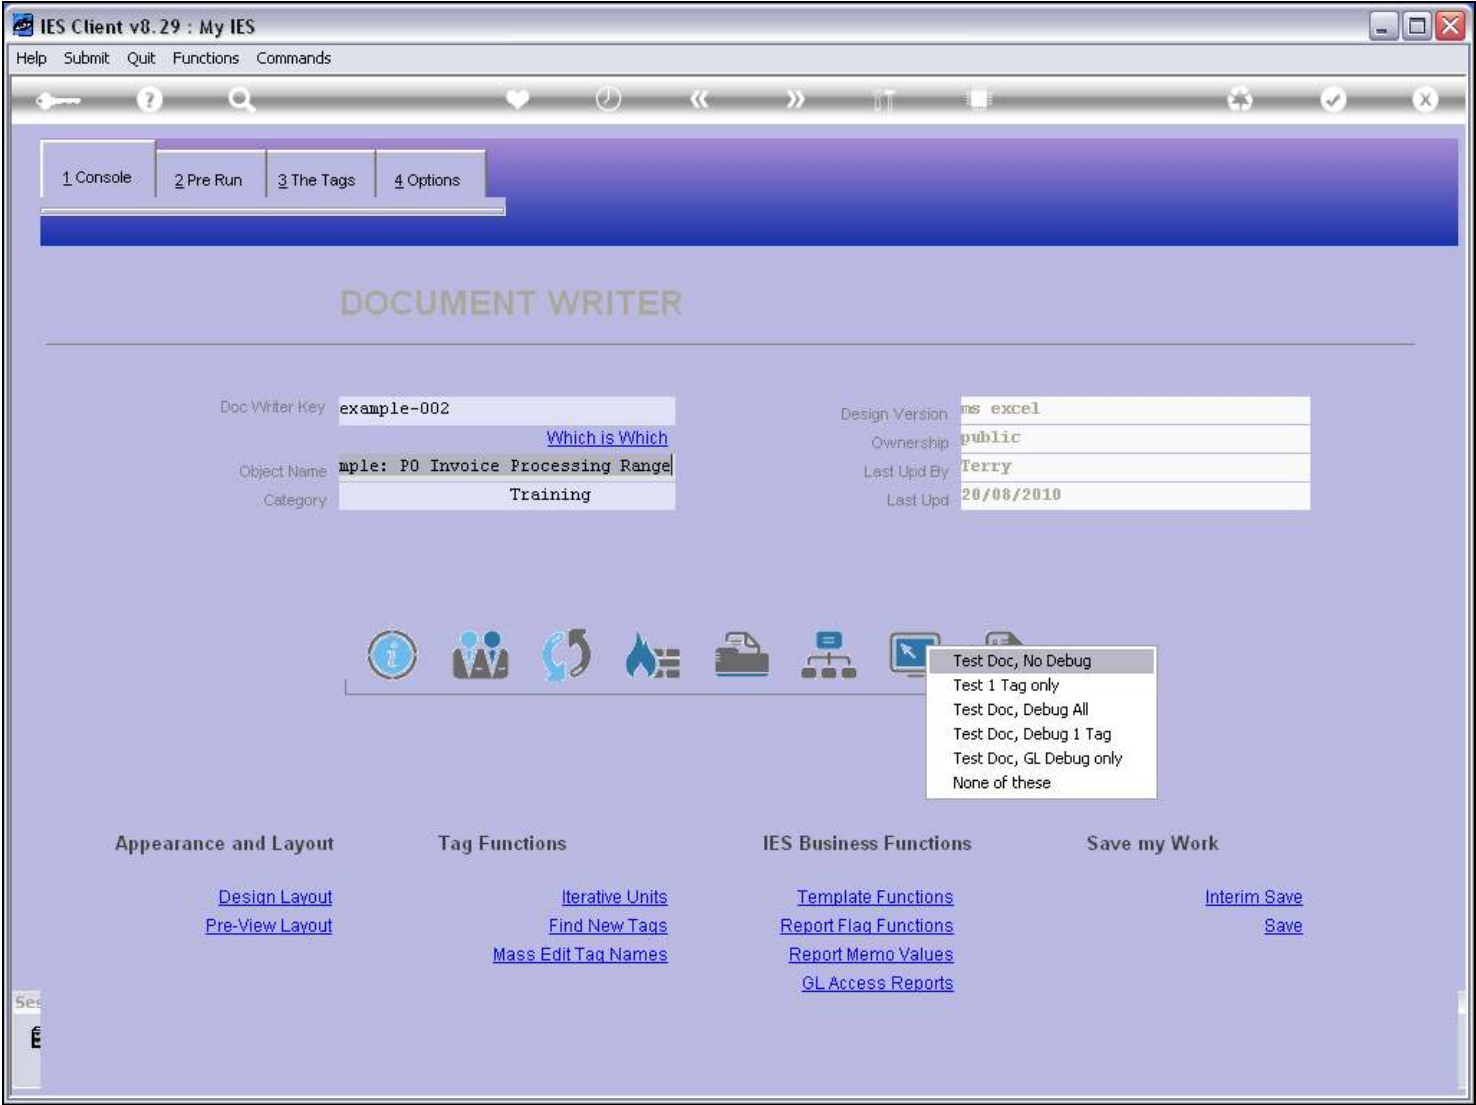 IES Client v8.29 : My IES
Help Submit Quit Functions Commands
1 Console
2 Pre Run
3 The Tags
4 Options
DOCUMENT WRITER
Doc Writer Key example-002
Which is Which
Object Name mple: PO Invoice Processing Range
Category Training
Design Version ms excel
Ownership public
Last Upd By Terry
Last Upd 20/08/2010
Test Doc, No Debug
Test 1 Tag only
Test Doc, Debug All
Test Doc, Debug 1 Tag
Test Doc, GL Debug only
None of these
Appearance and Layout
Design Layout
Pre-View Layout
Tag Functions
Iterative Units
Find New Tags
Mass Edit Tag Names
IES Business Functions
Template Functions
Report Flag Functions
Report Memo Values
GL Access Reports
Save my Work
Interim Save
Save